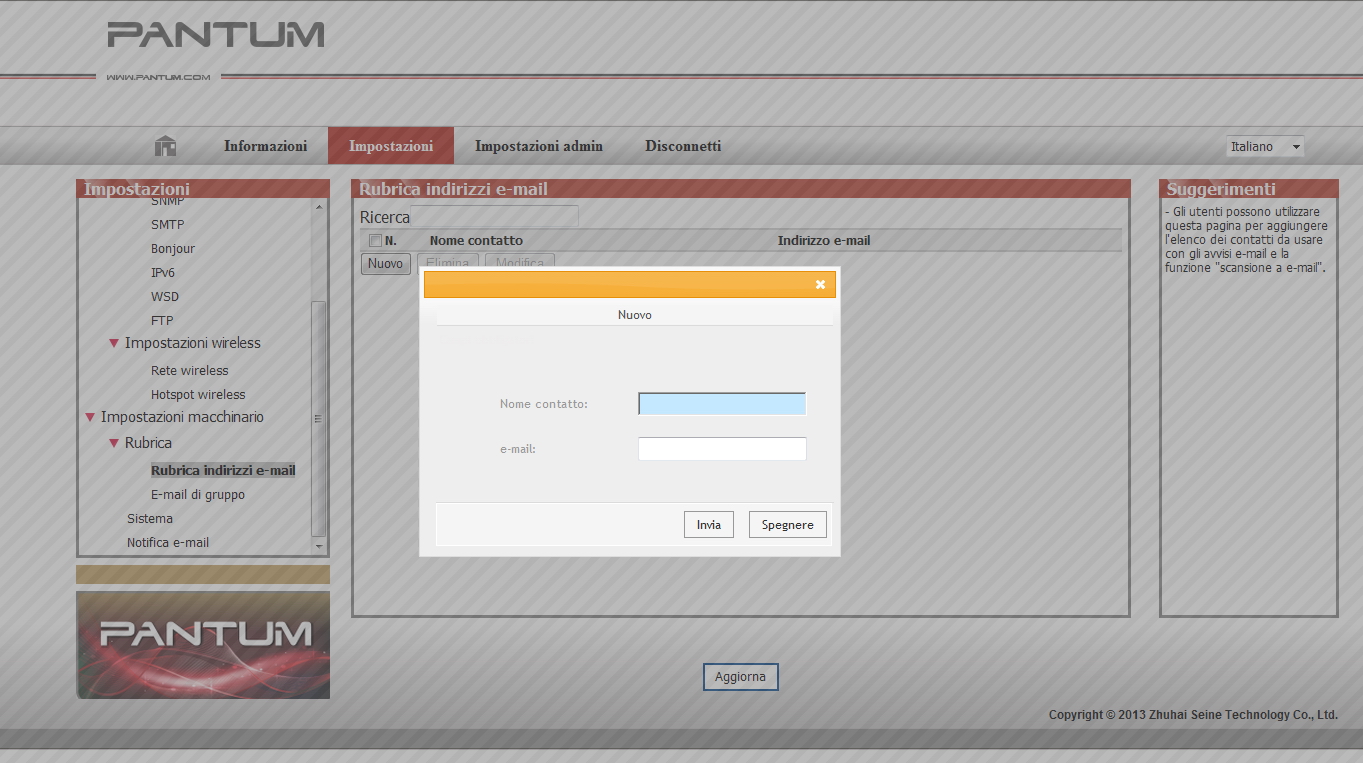 PANTUM
WWW.PANTUM.COM
Informazioni
Impostazioni
Impostazioni admin
Disconnetti
Italiano
Impostazioni
SNMP
SMTP
Bonjour
IPv6
WSD
FTP
Impostazioni wireless
Rete wireless
Hotspot wireless
Impostazioni macchinario
Rubrica
Rubrica indirizzi e-mail
E-mail di gruppo
Sistema
Notifica e-mail
PANTUM
Rubrica indirizzi e-mail
Ricerca
N. Nome contatto Indirizzo e-mail
Nuovo Elimina Modifica
Nuovo
Nome contatto:
e-mail:
Invia Spegnere
Aggiorna
Suggerimenti
- Gli utenti possono utilizzare
questa pagina per aggiungere
l'elenco dei contatti da usare
con gli avvisi e-mail e la
funzione "scansione a e-mail".
Copyright © 2013 Zhuhai Seine Technology Co., Ltd.